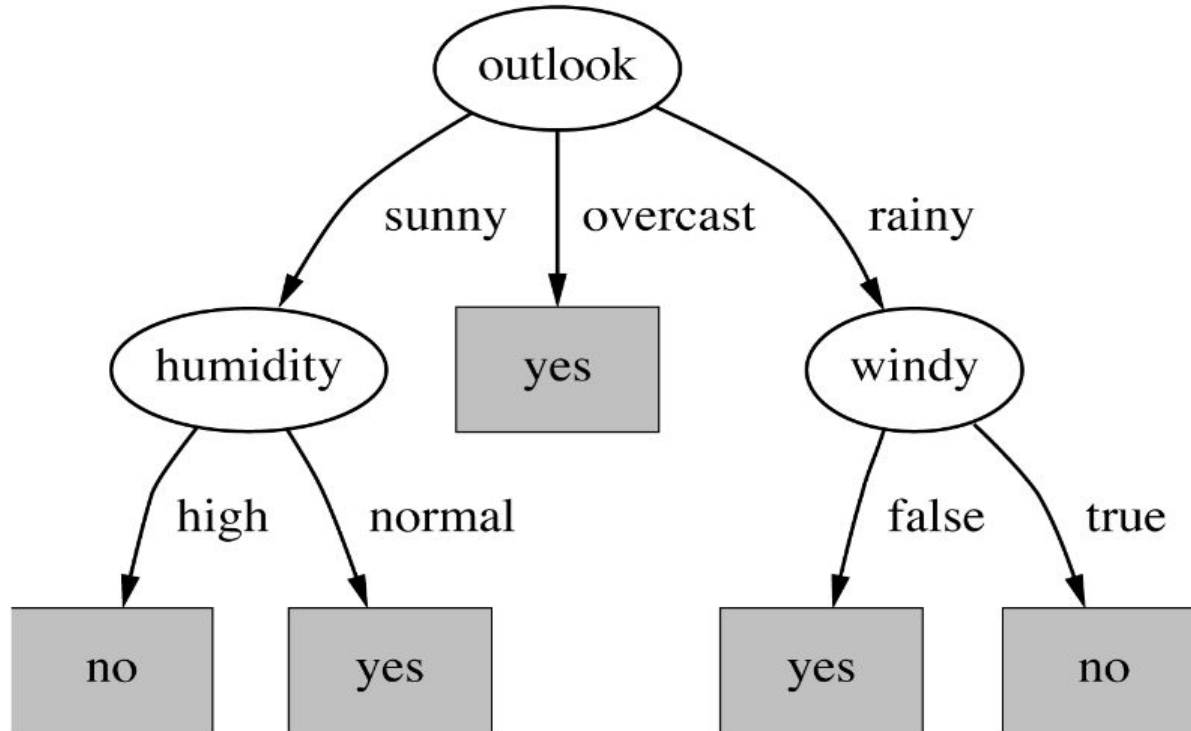 outlook
sunny overcast rainy
humidity yes windy
high normal false true
no yes yes no